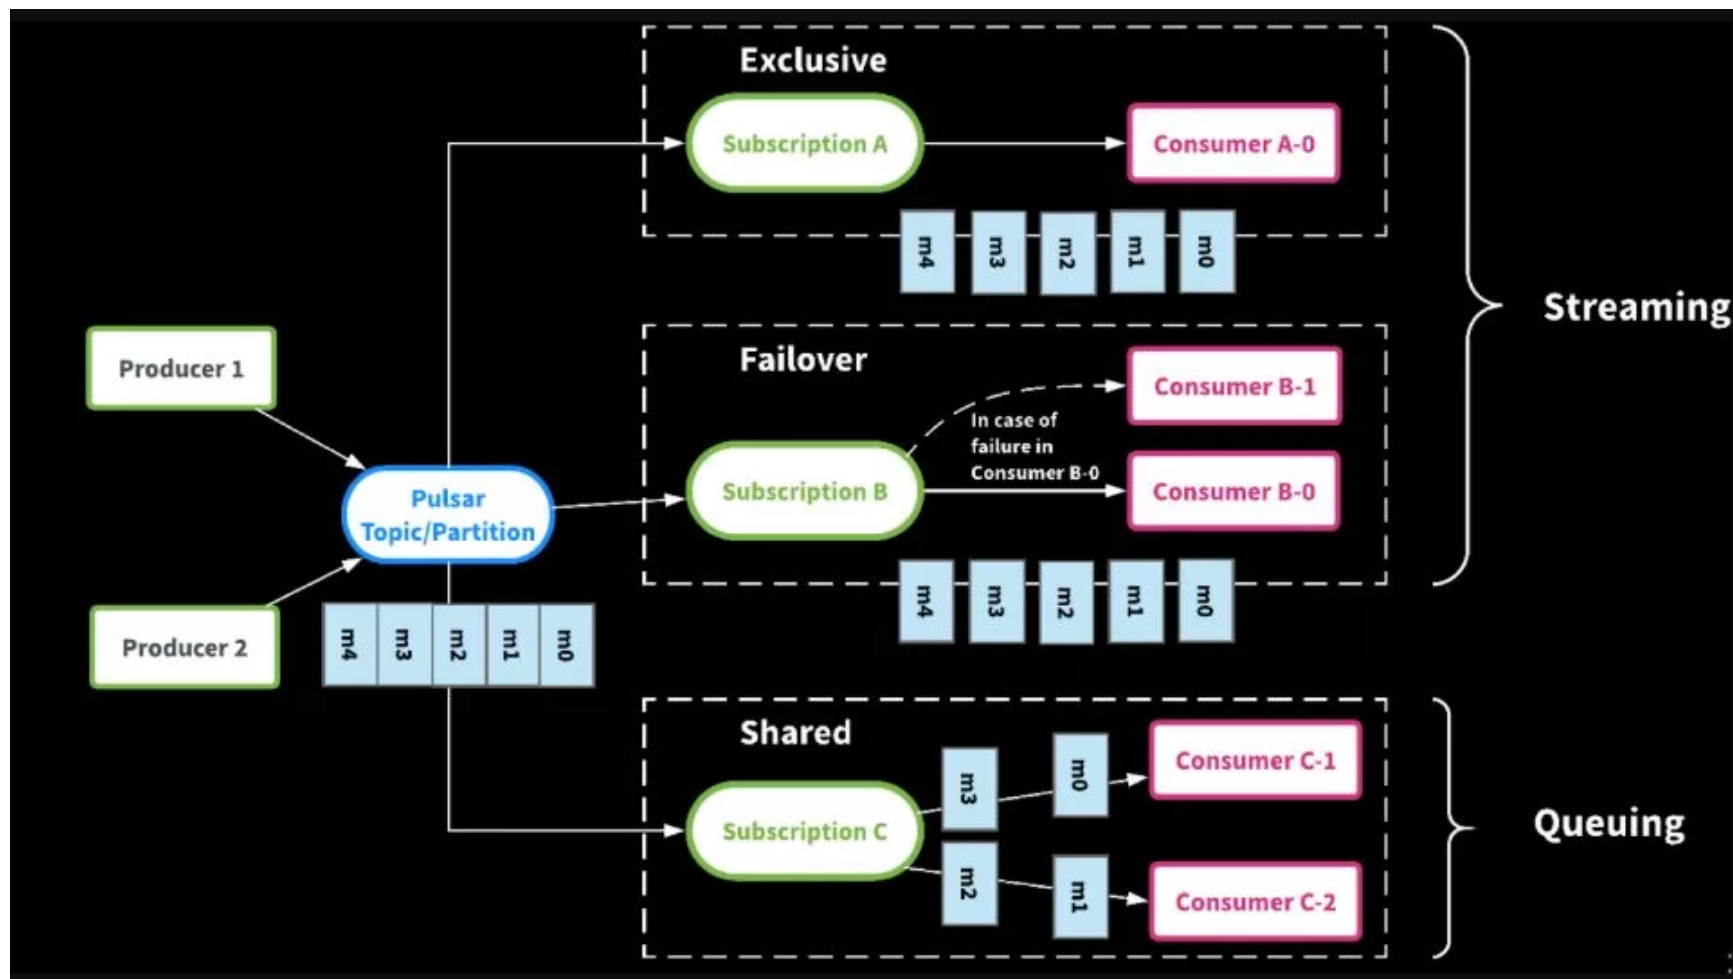 Exclusive
Subscription A
Consumer A-0
m4 m3 m2 m1 m0
Streaming
Failover
Consumer B-1
In case of
failure in
Consumer B-0
Subscription B
Consumer B-0
m4 m3 m2 m1 m0
Producer 1
Pulsar
Topic/Partition
Producer 2
m4 m3 m2 m1 m0
Shared
Subscription C
m3 m0
Consumer C-1
m2 m1
Consumer C-2
Queuing